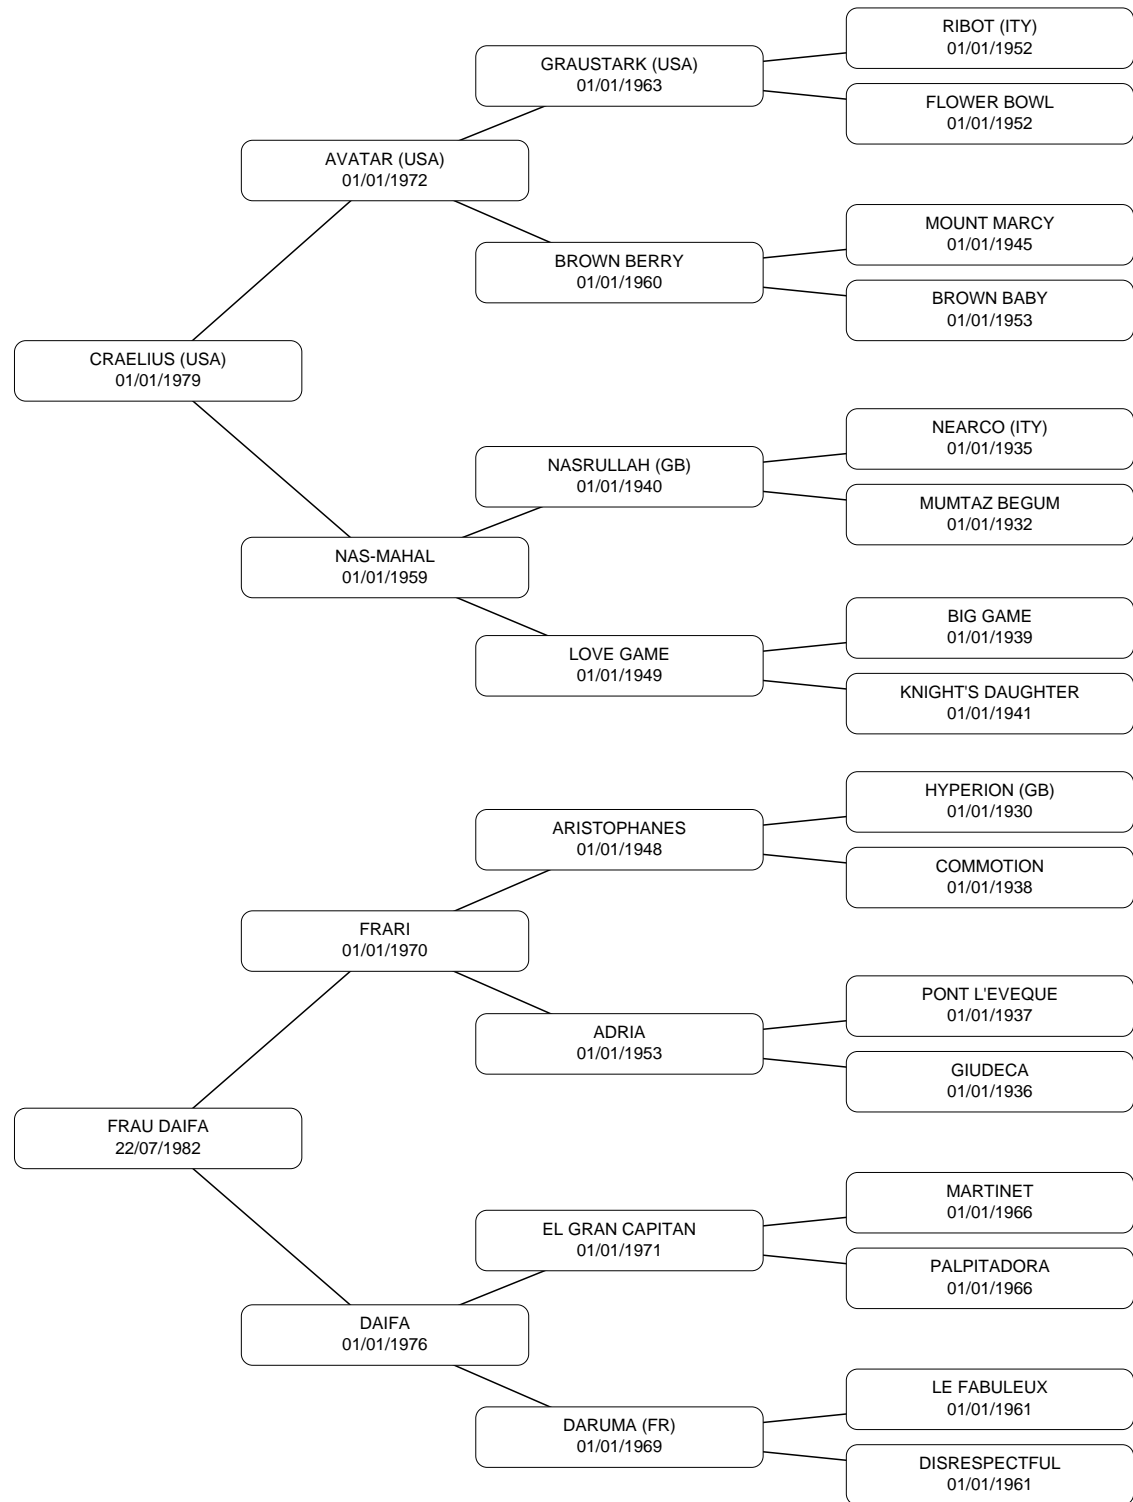 RIBOT (ITY)
01/01/1952
GRAUSTARK (USA)
01/01/1963
FLOWER BOWL
01/01/1952
AVATAR (USA)
01/01/1972
MOUNT MARCY
01/01/1945
BROWN BERRY
01/01/1960
BROWN BABY
01/01/1953
CRAELIUS (USA)
01/01/1979
NEARCO (ITY)
01/01/1935
NASRULLAH (GB)
01/01/1940
MUMTAZ BEGUM
01/01/1932
NAS-MAHAL
01/01/1959
BIG GAME
01/01/1939
LOVE GAME
01/01/1949
KNIGHT'S DAUGHTER
01/01/1941
HYPERION (GB)
01/01/1930
ARISTOPHANES
01/01/1948
COMMOTION
01/01/1938
FRARI
01/01/1970
PONT L'EVEQUE
01/01/1937
ADRIA
01/01/1953
GIUDECA
01/01/1936
FRAU DAIFA
22/07/1982
MARTINET
01/01/1966
EL GRAN CAPITAN
01/01/1971
PALPITADORA
01/01/1966
DAIFA
01/01/1976
LE FABULEUX
01/01/1961
DARUMA (FR)
01/01/1969
DISRESPECTFUL
01/01/1961